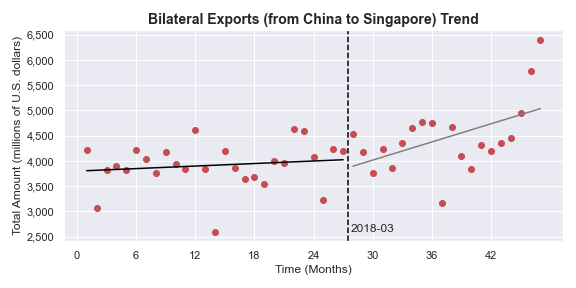 Bilateral Exports (from China to Singapore) Trend
Total Amount (millions of U.S. dollars)
6,500
6,000
5,500
5,000
4,500
4,000
3,500
3,000
2,500
2018-03
0 6 12 18 24 30 36 42
Time (Months)